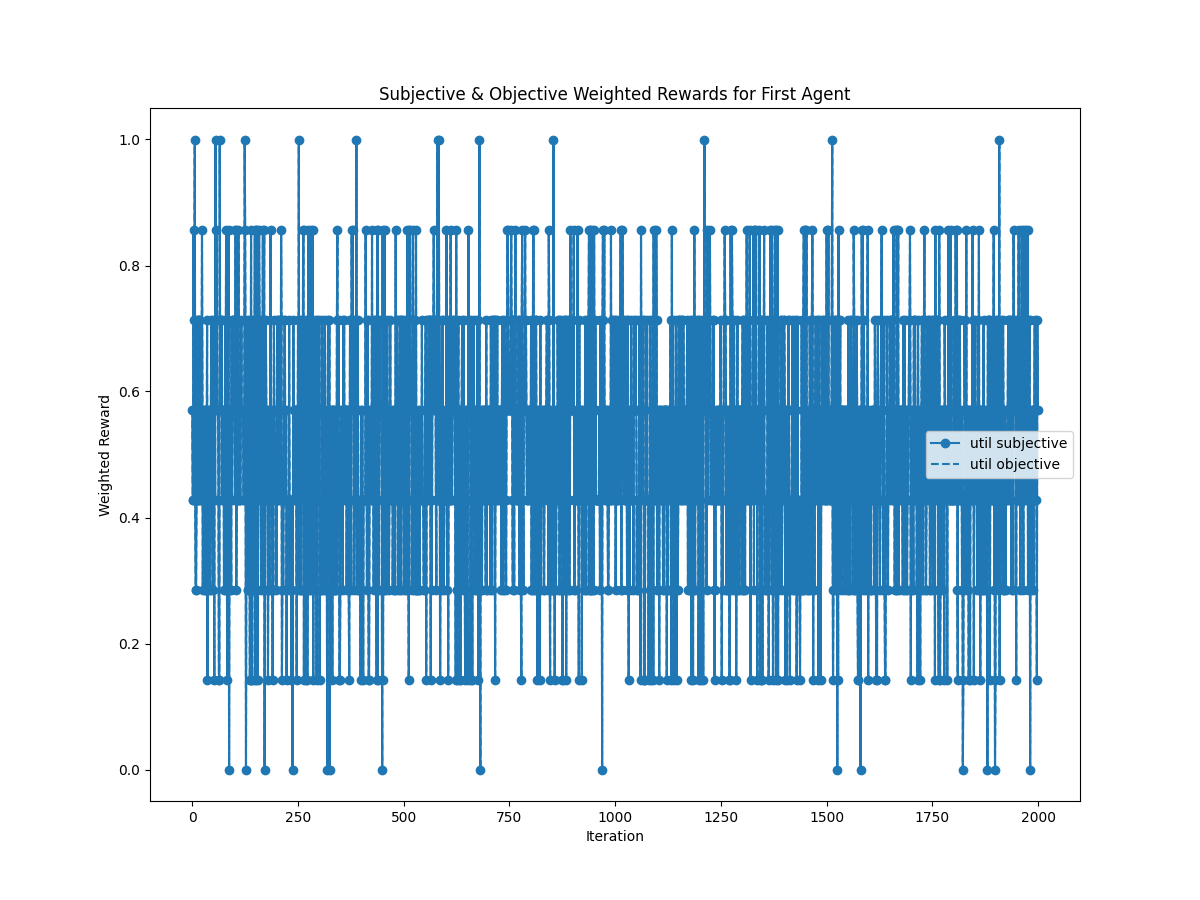 Subjective & Objective Weighted Rewards for First Agent
1.0
0.8
0.6
0.4
0.2
0.0
Weighted Reward
util subjective
util objective
0 250 500 750 1000 1250 1500 1750 2000
Iteration